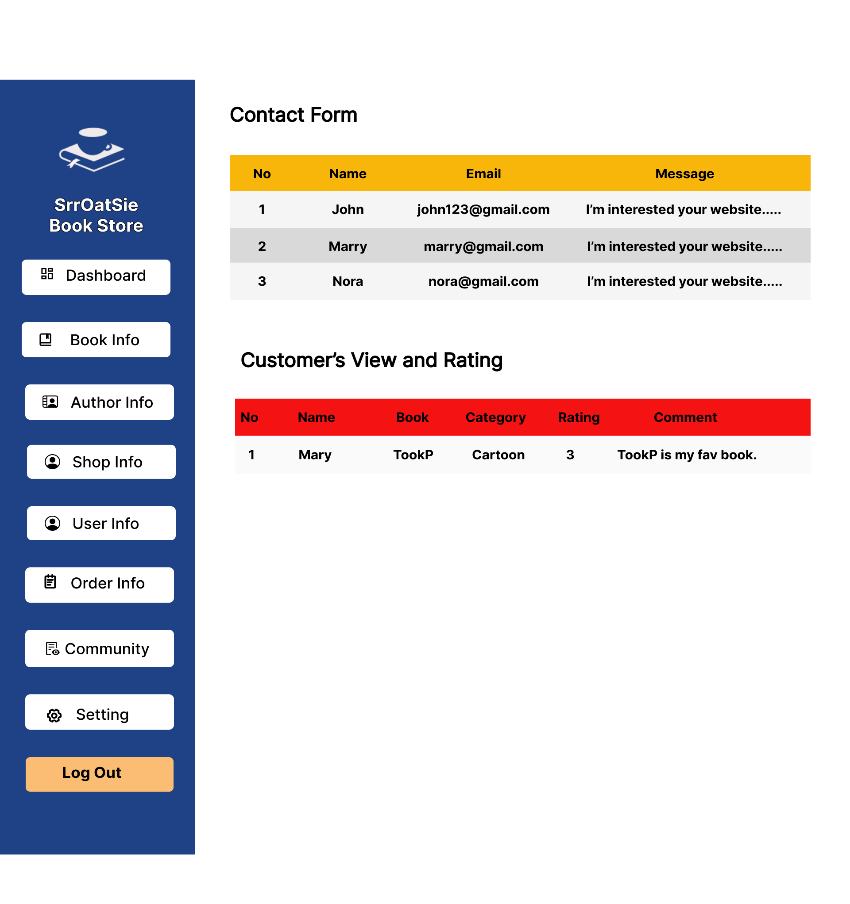 SrrOatSie
Book Store
Dashboard
Book Info
Author Info
Shop Info
User Info
Order Info
Community
Setting
Log Out
Contact Form
No Name Email Message
1 John john123@gmail.com I'm interested your website.....
2 Marry marry@gmail.com I'm interested your website.....
3 Nora nora@gmail.com I'm interested your website.....
Customer's View and Rating
No Name Book Category Rating Comment
1 Mary TookP Cartoon 3 TookP is my fav book.